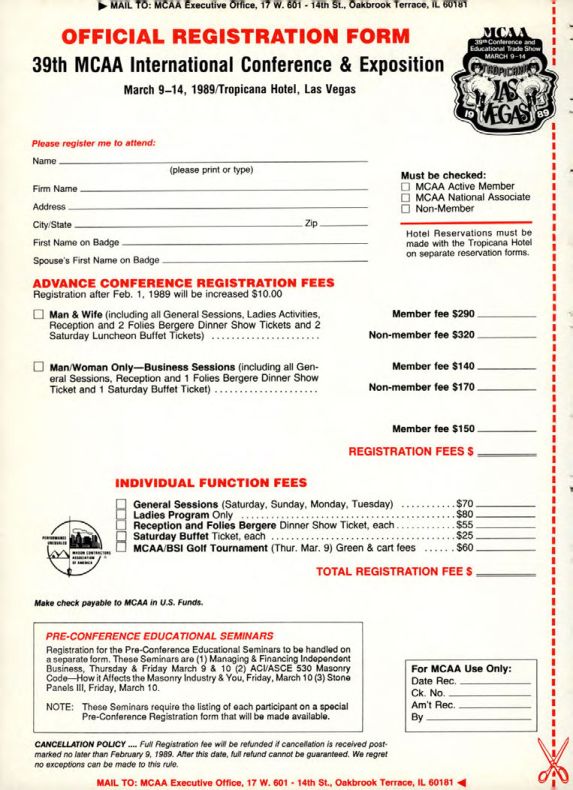 ▶ MAIL TO: MCAA Executive Office, 17 W. 601 - 14th St., Oakbrook Terrace, IL 60181
OFFICIAL REGISTRATION FORM
39th MCAA International Conference & Exposition
March 9–14, 1989/Tropicana Hotel, Las Vegas
MCAA
39th Conference and
Educational Trade Show
MARCH 9-14
TROPICANA
LAS
VEGAS
19 89
Please register me to attend:
Name
(please print or type)
Firm Name
Address
City/State Zip
First Name on Badge
Spouse's First Name on Badge
Must be checked:
☐ MCAA Active Member
☐ MCAA National Associate
☐ Non-Member
Hotel Reservations must be
made with the Tropicana Hotel
on separate reservation forms.
ADVANCE CONFERENCE REGISTRATION FEES
Registration after Feb. 1, 1989 will be increased $10.00
☐ Man & Wife (including all General Sessions, Ladies Activities,
Reception and 2 Folies Bergere Dinner Show Tickets and 2
Saturday Luncheon Buffet Tickets) ......................
Member fee $290
Non-member fee $320
☐ Man/Woman Only—Business Sessions (including all Gen-
eral Sessions, Reception and 1 Folies Bergere Dinner Show
Ticket and 1 Saturday Buffet Ticket) .....................
Member fee $140
Non-member fee $170
Member fee $150
REGISTRATION FEES $
INDIVIDUAL FUNCTION FEES
☐ General Sessions (Saturday, Sunday, Monday, Tuesday) ...........$70
☐ Ladies Program Only ........................................$80
☐ Reception and Folies Bergere Dinner Show Ticket, each ............$55
☐ Saturday Buffet Ticket, each ..................................$25
☐ MCAA/BSI Golf Tournament (Thur. Mar. 9) Green & cart fees ......$60
PERFORMANCE
UNEQUALED
MASON CONTRACTORS
ASSOCIATION
OF AMERICA
®
TOTAL REGISTRATION FEE $
Make check payable to MCAA in U.S. Funds.
PRE-CONFERENCE EDUCATIONAL SEMINARS
Registration for the Pre-Conference Educational Seminars to be handled on
a separate form. These Seminars are (1) Managing & Financing Independent
Business, Thursday & Friday March 9 & 10 (2) ACI/ASCE 530 Masonry
Code—How it Affects the Masonry Industry & You, Friday, March 10 (3) Stone
Panels III, Friday, March 10.
NOTE: These Seminars require the listing of each participant on a special
Pre-Conference Registration form that will be made available.
For MCAA Use Only:
Date Rec.
Ck. No.
Am't Rec.
By
CANCELLATION POLICY .... Full Registration fee will be refunded if cancellation is received post-
marked no later than February 9, 1989. After this date, full refund cannot be guaranteed. We regret
no exceptions can be made to this rule.
MAIL TO: MCAA Executive Office, 17 W. 601 - 14th St., Oakbrook Terrace, IL 60181 ◀